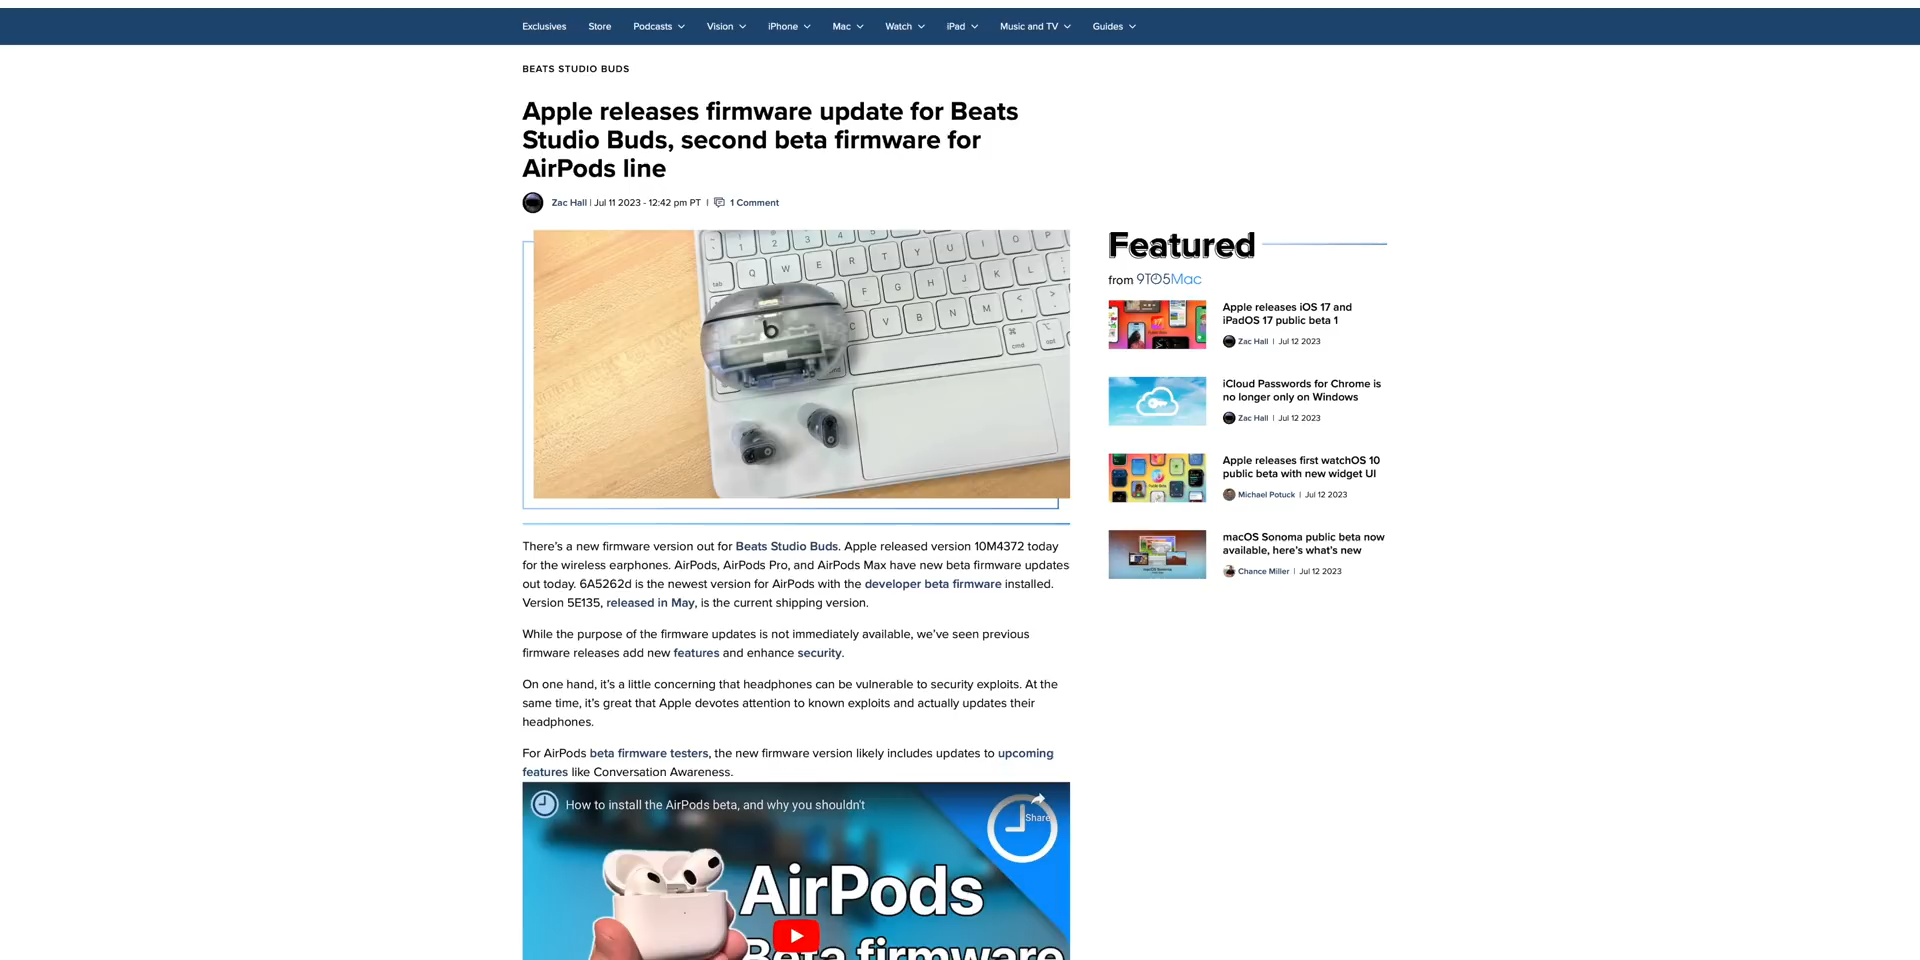 Exclusives Store Podcasts Vision iPhone Mac Watch iPad Music and TV Guides
BEATS STUDIO BUDS
Apple releases firmware update for Beats
Studio Buds, second beta firmware for
AirPods line
Zac Hall | Jul 11 2023 - 12:42 pm PT | 1 Comment
There’s a new firmware version out for Beats Studio Buds. Apple released version 10M4372 today
for the wireless earphones. AirPods, AirPods Pro, and AirPods Max have new beta firmware updates
out today. 6A5262d is the newest version for AirPods with the developer beta firmware installed.
Version 5E135, released in May, is the current shipping version.
While the purpose of the firmware updates is not immediately available, we’ve seen previous
firmware releases add new features and enhance security.
On one hand, it’s a little concerning that headphones can be vulnerable to security exploits. At the
same time, it’s great that Apple devotes attention to known exploits and actually updates their
headphones.
For AirPods beta firmware testers, the new firmware version likely includes updates to upcoming
features like Conversation Awareness.
How to install the AirPods beta, and why you shouldn't
Share
AirPods
Beta firmware
Featured
from 9TO5Mac
Apple releases iOS 17 and
iPadOS 17 public beta 1
Zac Hall | Jul 12 2023
iCloud Passwords for Chrome is
no longer only on Windows
Zac Hall | Jul 12 2023
Apple releases first watchOS 10
public beta with new widget UI
Michael Potuck | Jul 12 2023
macOS Sonoma public beta now
available, here’s what’s new
Chance Miller | Jul 12 2023